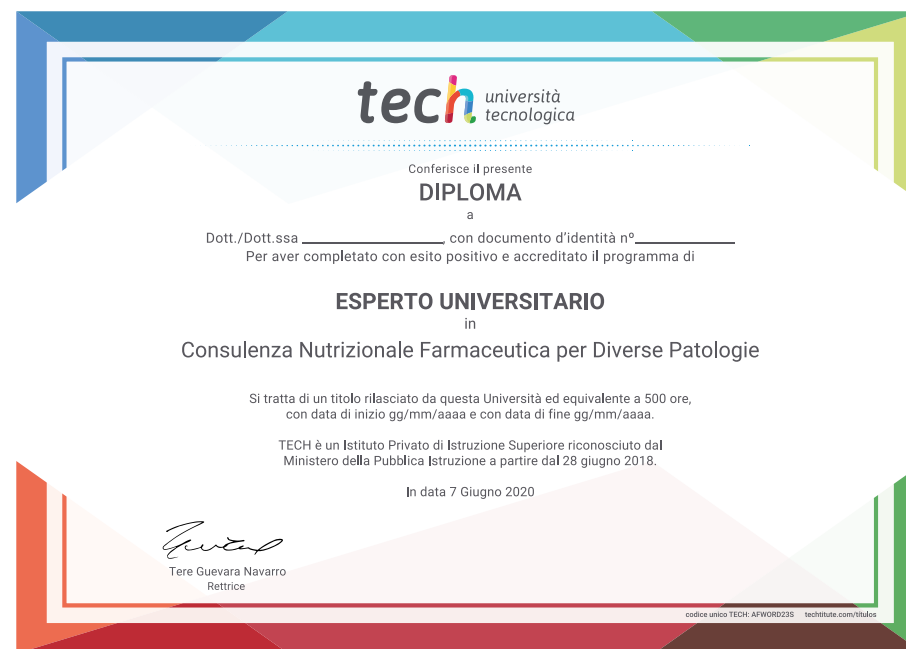 tech università
tecnologica
Conferisce il presente
DIPLOMA
a
Dott./Dott.ssa ____________________, con documento d'identità nº______________
Per aver completato con esito positivo e accreditato il programma di
ESPERTO UNIVERSITARIO
in
Consulenza Nutrizionale Farmaceutica per Diverse Patologie
Si tratta di un titolo rilasciato da questa Università ed equivalente a 500 ore,
con data di inizio gg/mm/aaaa e con data di fine gg/mm/aaaa.
TECH è un Istituto Privato di Istruzione Superiore riconosciuto dal
Ministero della Pubblica Istruzione a partire dal 28 giugno 2018.
In data 7 Giugno 2020
Tere Guevara Navarro
Rettrice
codice unico TECH: AFWORD23S techtitute.com/titulos